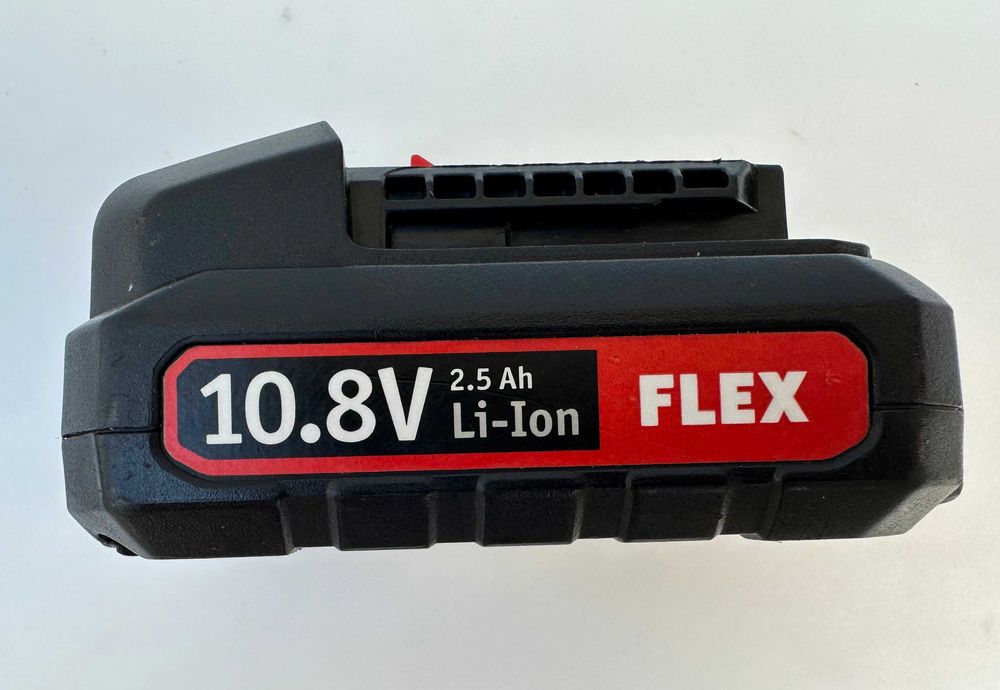 10.8V
2.5 Ah
Li-Ion
FLEX